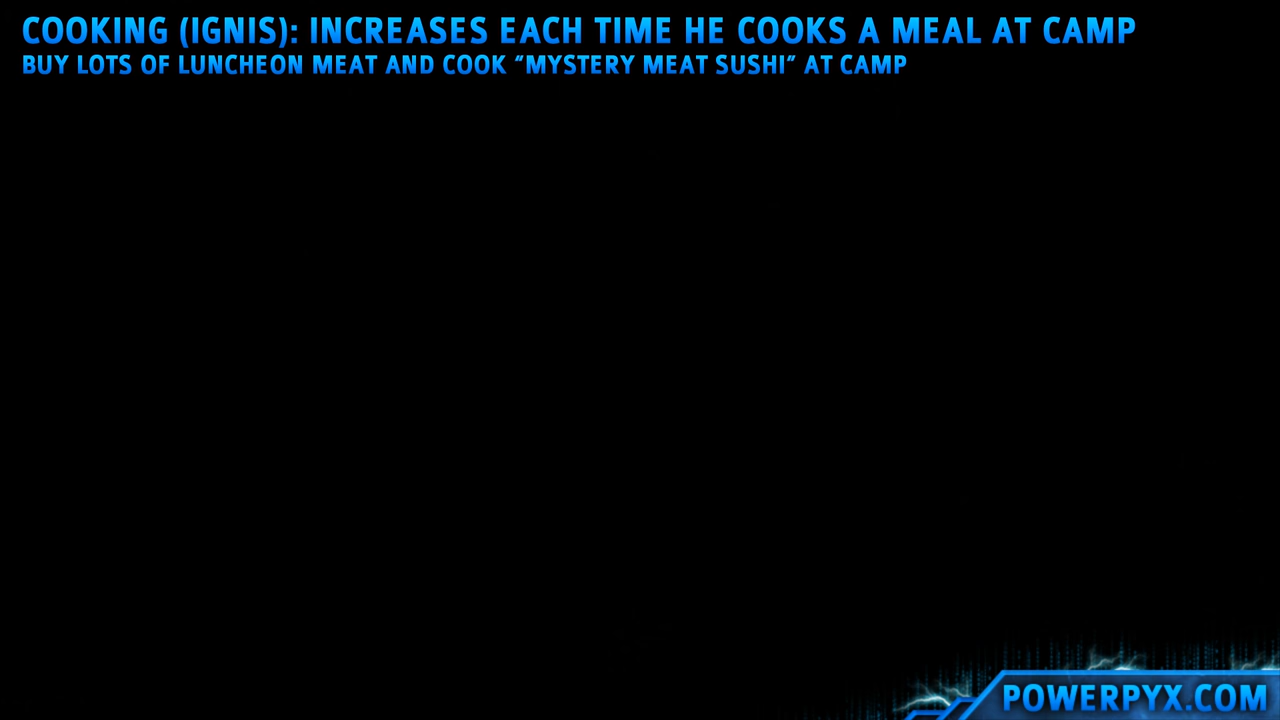 COOKING (IGNIS): INCREASES EACH TIME HE COOKS A MEAL AT CAMP
BUY LOTS OF LUNCHEON MEAT AND COOK “MYSTERY MEAT SUSHI” AT CAMP
POWERPYX.COM